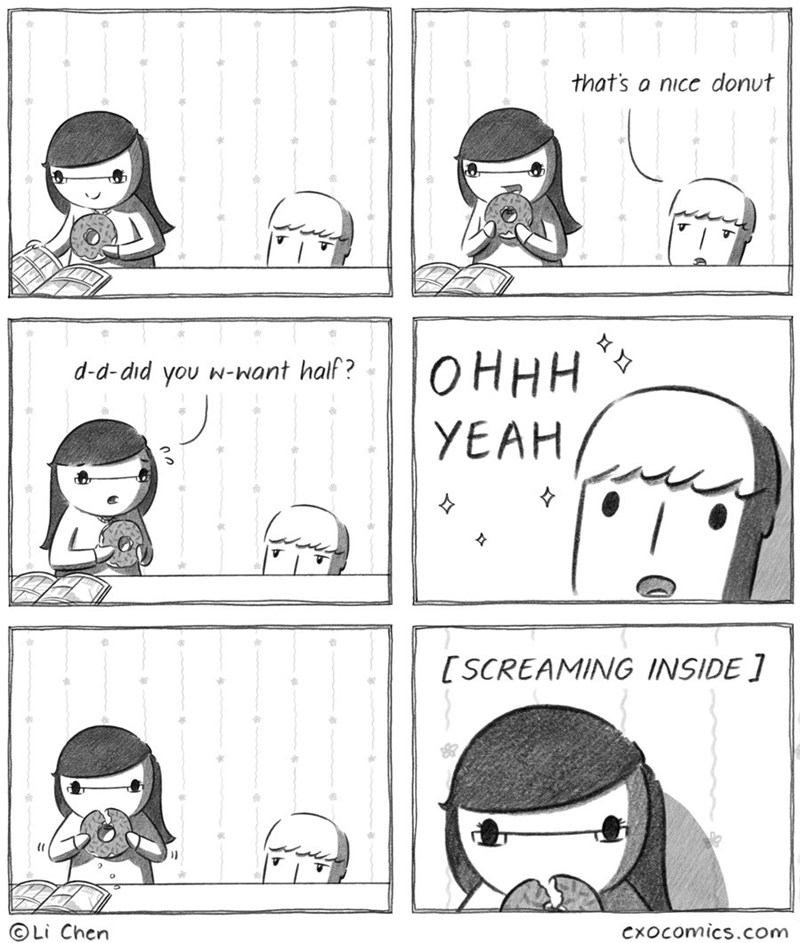 that's a nice donut
d-d-did you w-want half?
OHHH
YEAH
[SCREAMING INSIDE]
©Li Chen
exocomics.com